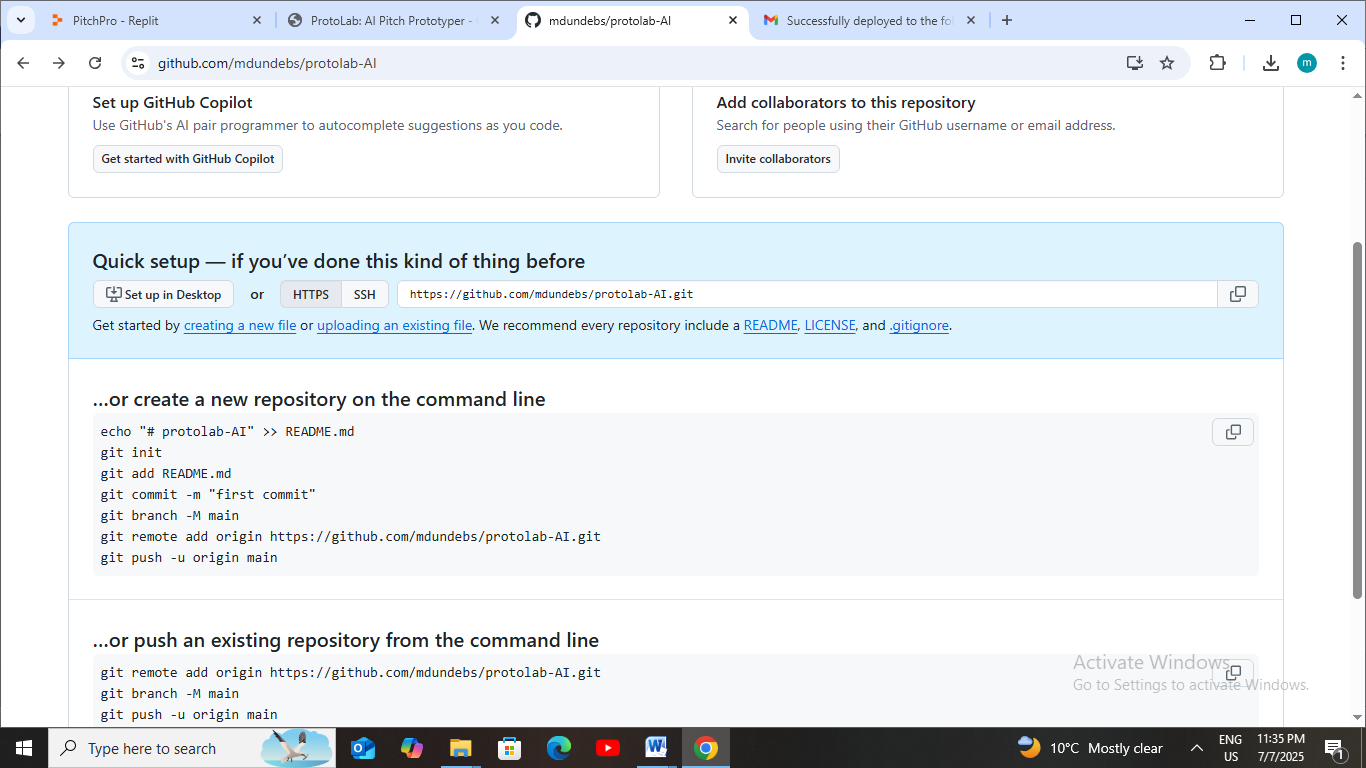 PitchPro - Replit
ProtoLab: AI Pitch Prototyper -
mdundebs/protolab-AI
Successfully deployed to the fo
github.com/mdundebs/protolab-AI
m
Set up GitHub Copilot
Use GitHub's AI pair programmer to autocomplete suggestions as you code.
Get started with GitHub Copilot
Add collaborators to this repository
Search for people using their GitHub username or email address.
Invite collaborators
Quick setup — if you’ve done this kind of thing before
Set up in Desktop or HTTPS SSH https://github.com/mdundebs/protolab-AI.git
Get started by creating a new file or uploading an existing file. We recommend every repository include a README, LICENSE, and .gitignore.
…or create a new repository on the command line
echo "# protolab-AI" >> README.md
git init
git add README.md
git commit -m "first commit"
git branch -M main
git remote add origin https://github.com/mdundebs/protolab-AI.git
git push -u origin main
…or push an existing repository from the command line
git remote add origin https://github.com/mdundebs/protolab-AI.git
git branch -M main
git push -u origin main
Activate Windows
Go to Settings to activate Windows.
Type here to search
10°C Mostly clear
ENG
US
11:35 PM
7/7/2025
1